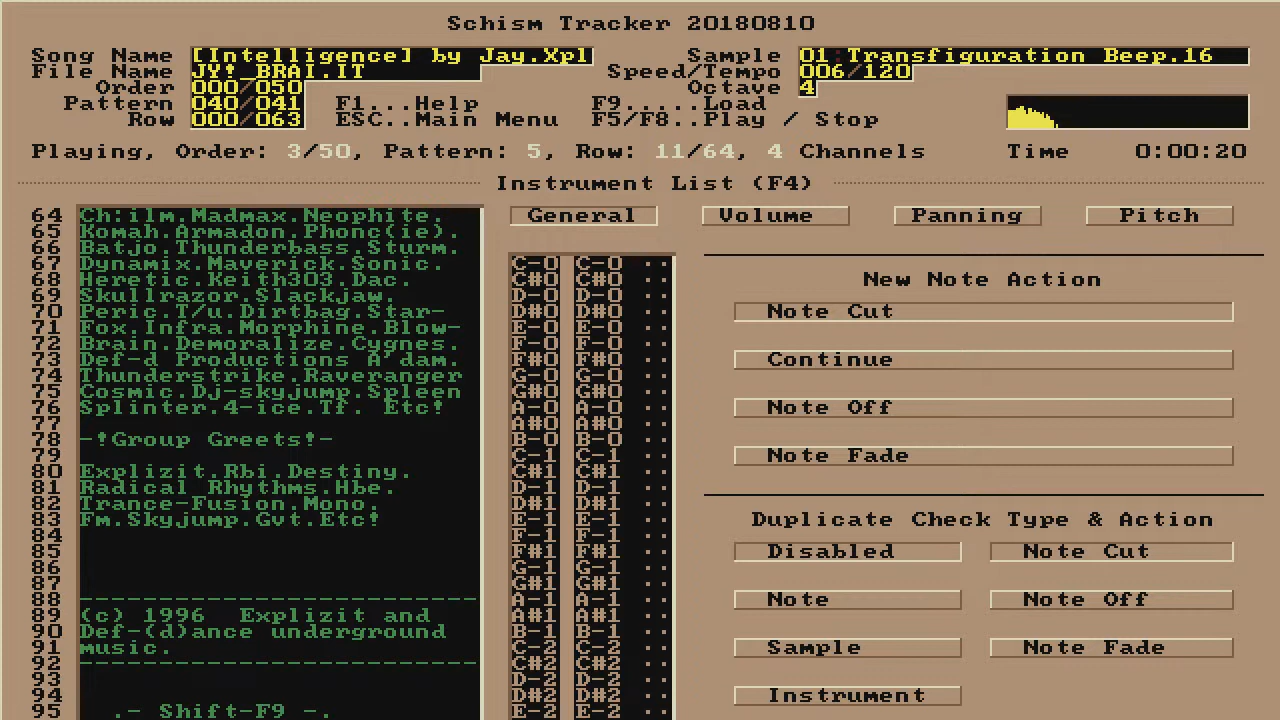 Schism Tracker 20180810
Song Name [Intelligence] by Jay.Xpl
Sample 01:Transfiguration Beep.16
File Name JY!_BRAI.IT
Speed/Tempo 006/120
Order 000/050
Octave 4
Pattern 040/041 F1...Help F9.....Load
Row 000/063 ESC..Main Menu F5/F8..Play / Stop
Playing, Order: 3/50, Pattern: 5, Row: 11/64, 4 Channels Time 0:00:20
Instrument List (F4)
64 Ch:ilm.Madmax.Neophite.
65 Komah.Armadon.Phonc(ie).
66 Batjo.Thunderbass.Sturm.
67 Dynamix.Maverick.Sonic.
68 Heretic.Keith303.Dac.
69 Skullrazor.Slackjaw.
70 Peric.T/u.Dirtbag.Star-
71 Fox.Infra.Morphine.Blow-
72 Brain.Demoralize.Cygnes.
73 Def-d Productions A'dam.
74 Thunderstrike.Raveranger
75 Cosmic.Dj-skyjump.Spleen
76 Splinter.4-ice.Tf. Etc!
77
78 -!Group Greets!-
79
80 Explizit.Rbi.Destiny.
81 Radical Rhythms.Hbe.
82 Trance-Fusion.Mono.
83 Fm.Skyjump.Gvt.Etc!
84
85
86
87
88 -------------------------
89 (c) 1996  Explizit and
90 Def-(d)ance underground
91 music.
92 -------------------------
93
94
95 .- Shift-F9 -.
General Volume Panning Pitch
C-0 C-0 ··
C#0 C#0 ··
D-0 D-0 ··
D#0 D#0 ··
E-0 E-0 ··
F-0 F-0 ··
F#0 F#0 ··
G-0 G-0 ··
G#0 G#0 ··
A-0 A-0 ··
A#0 A#0 ··
B-0 B-0 ··
C-1 C-1 ··
C#1 C#1 ··
D-1 D-1 ··
D#1 D#1 ··
E-1 E-1 ··
F-1 F-1 ··
F#1 F#1 ··
G-1 G-1 ··
G#1 G#1 ··
A-1 A-1 ··
A#1 A#1 ··
B-1 B-1 ··
C-2 C-2 ··
C#2 C#2 ··
D-2 D-2 ··
D#2 D#2 ··
E-2 E-2 ··
New Note Action
Note Cut
Continue
Note Off
Note Fade
Duplicate Check Type & Action
Disabled Note Cut
Note Note Off
Sample Note Fade
Instrument